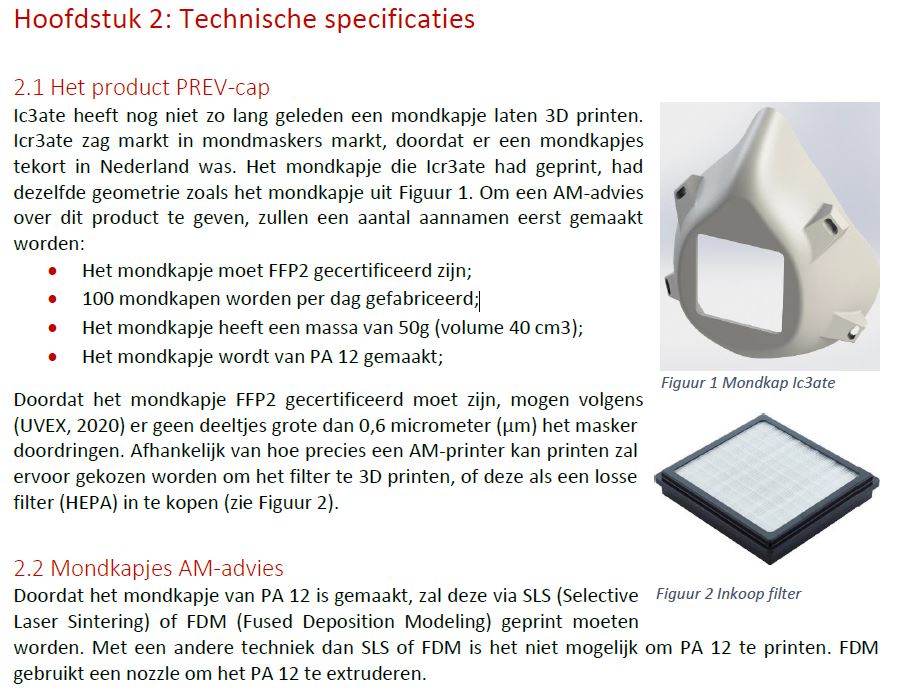 Hoofdstuk 2: Technische specificaties
2.1 Het product PREV-cap
Ic3ate heeft nog niet zo lang geleden een mondkapje laten 3D printen.
Icr3ate zag markt in mondmaskers markt, doordat er een mondkapjes
tekort in Nederland was. Het mondkapje die Icr3ate had geprint, had
dezelfde geometrie zoals het mondkapje uit Figuur 1. Om een AM-advies
over dit product te geven, zullen een aantal aannamen eerst gemaakt
worden:
• Het mondkapje moet FFP2 gecertificeerd zijn;
• 100 mondkapen worden per dag gefabriceerd;
• Het mondkapje heeft een massa van 50g (volume 40 cm3);
• Het mondkapje wordt van PA 12 gemaakt;
Figuur 1 Mondkap Ic3ate
Doordat het mondkapje FFP2 gecertificeerd moet zijn, mogen volgens
(UVEX, 2020) er geen deeltjes grote dan 0,6 micrometer (µm) het masker
doordringen. Afhankelijk van hoe precies een AM-printer kan printen zal
ervoor gekozen worden om het filter te 3D printen, of deze als een losse
filter (HEPA) in te kopen (zie Figuur 2).
Figuur 2 Inkoop filter
2.2 Mondkapjes AM-advies
Doordat het mondkapje van PA 12 is gemaakt, zal deze via SLS (Selective
Laser Sintering) of FDM (Fused Deposition Modeling) geprint moeten
worden. Met een andere techniek dan SLS of FDM is het niet mogelijk om PA 12 te printen. FDM
gebruikt een nozzle om het PA 12 te extruderen.